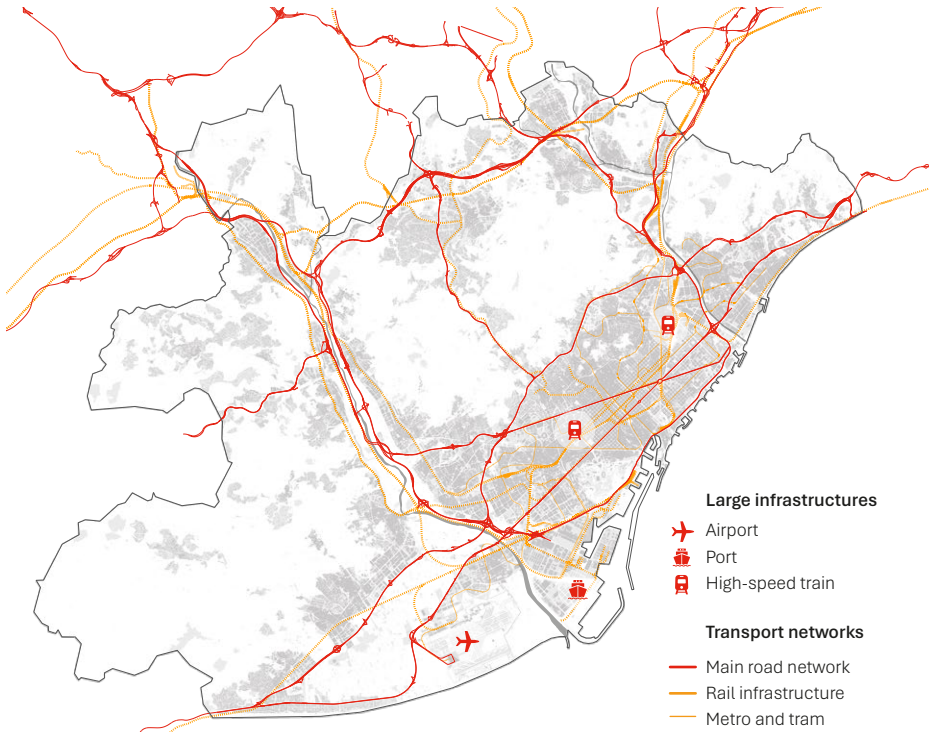 Large infrastructures
Airport
Port
High-speed train
Transport networks
Main road network
Rail infrastructure
Metro and tram